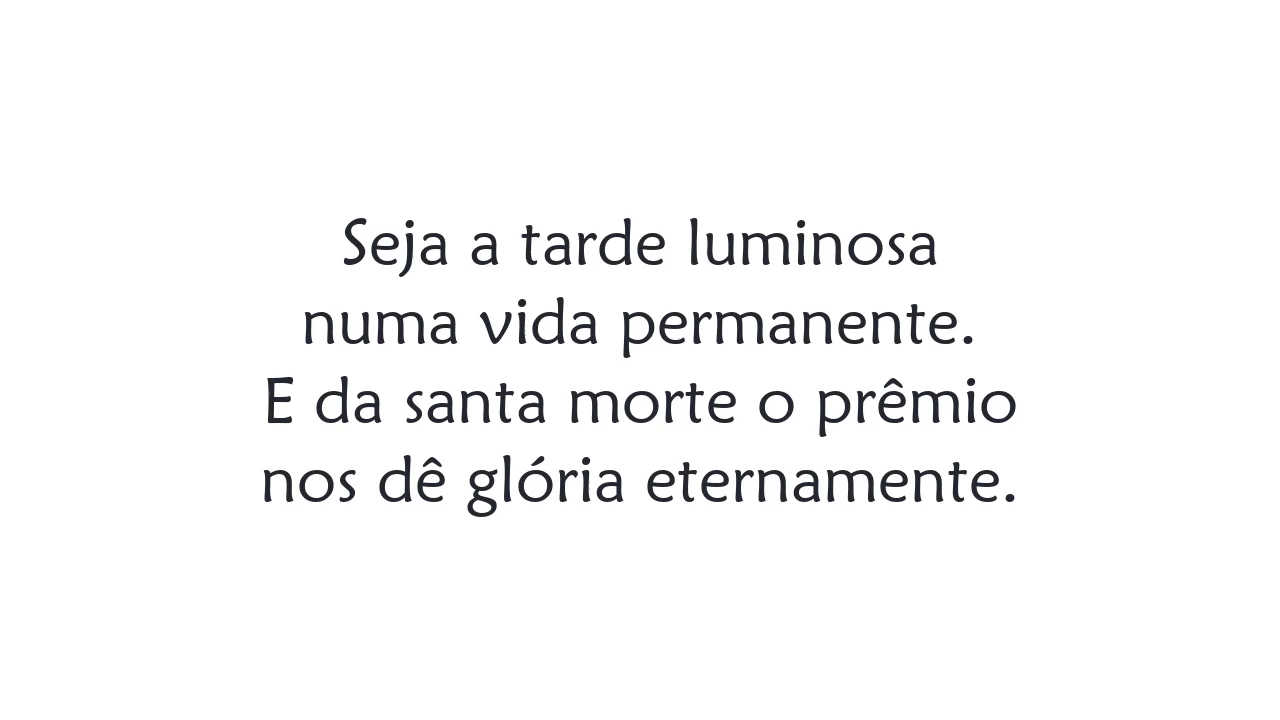 Seja a tarde luminosa
numa vida permanente.
E da santa morte o prêmio
nos dê glória eternamente.